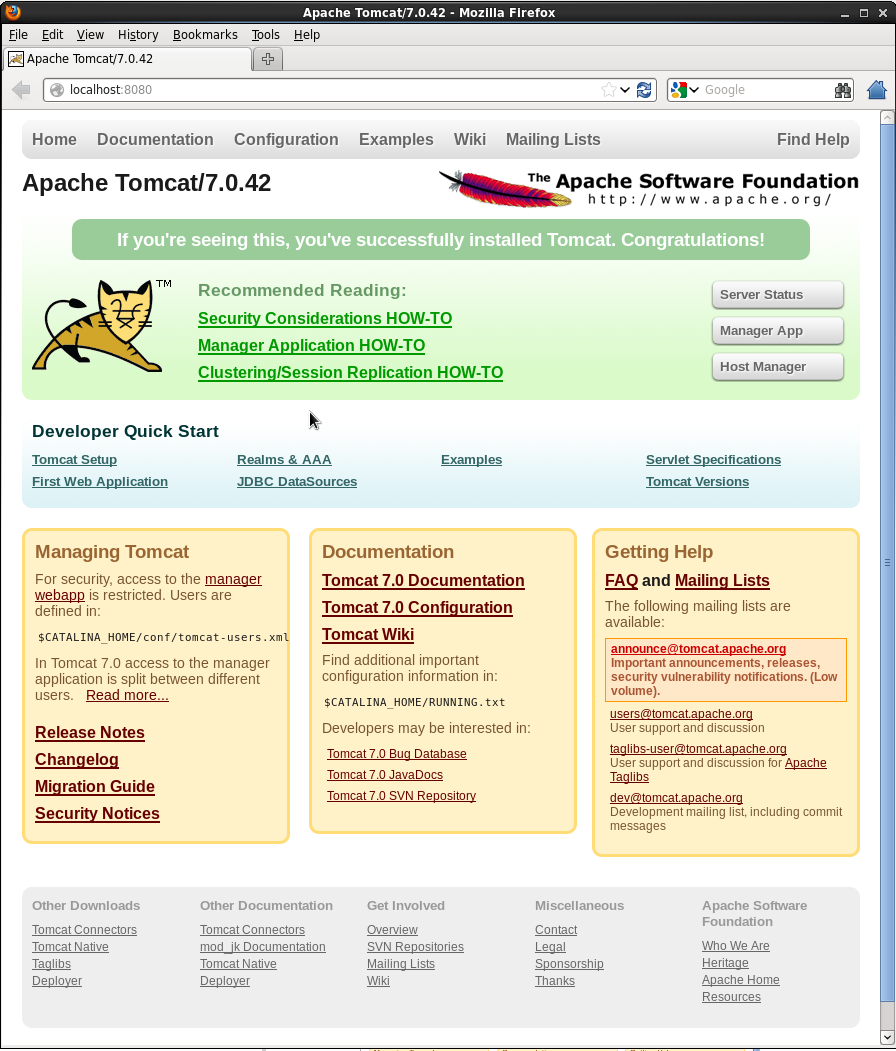 Apache Tomcat/7.0.42 - Mozilla Firefox
File Edit View History Bookmarks Tools Help
Apache Tomcat/7.0.42
localhost:8080
Google
Home Documentation Configuration Examples Wiki Mailing Lists Find Help
Apache Tomcat/7.0.42
The Apache Software Foundation
http://www.apache.org/
If you're seeing this, you've successfully installed Tomcat. Congratulations!
TM
Recommended Reading:
Security Considerations HOW-TO
Manager Application HOW-TO
Clustering/Session Replication HOW-TO
Server Status
Manager App
Host Manager
Developer Quick Start
Tomcat Setup
First Web Application
Realms & AAA
JDBC DataSources
Examples
Servlet Specifications
Tomcat Versions
Managing Tomcat
For security, access to the manager
webapp is restricted. Users are
defined in:
$CATALINA_HOME/conf/tomcat-users.xml
In Tomcat 7.0 access to the manager
application is split between different
users. Read more...
Release Notes
Changelog
Migration Guide
Security Notices
Documentation
Tomcat 7.0 Documentation
Tomcat 7.0 Configuration
Tomcat Wiki
Find additional important
configuration information in:
$CATALINA_HOME/RUNNING.txt
Developers may be interested in:
Tomcat 7.0 Bug Database
Tomcat 7.0 JavaDocs
Tomcat 7.0 SVN Repository
Getting Help
FAQ and Mailing Lists
The following mailing lists are
available:
announce@tomcat.apache.org
Important announcements, releases,
security vulnerability notifications. (Low
volume).
users@tomcat.apache.org
User support and discussion
taglibs-user@tomcat.apache.org
User support and discussion for Apache
Taglibs
dev@tomcat.apache.org
Development mailing list, including commit
messages
Other Downloads
Tomcat Connectors
Tomcat Native
Taglibs
Deployer
Other Documentation
Tomcat Connectors
mod_jk Documentation
Tomcat Native
Deployer
Get Involved
Overview
SVN Repositories
Mailing Lists
Wiki
Miscellaneous
Contact
Legal
Sponsorship
Thanks
Apache Software
Foundation
Who We Are
Heritage
Apache Home
Resources